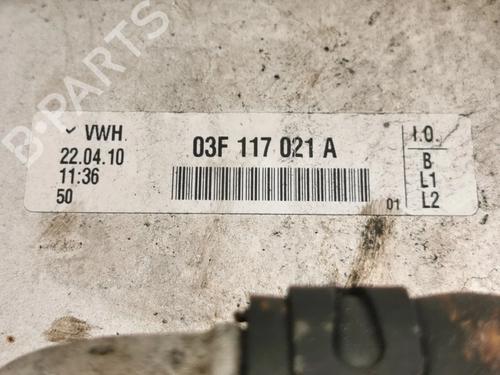 B-PARTS
✓ VWH
22.04.10
11:36
50
03F 117 021 A
01
I.O.
B
L1
L2